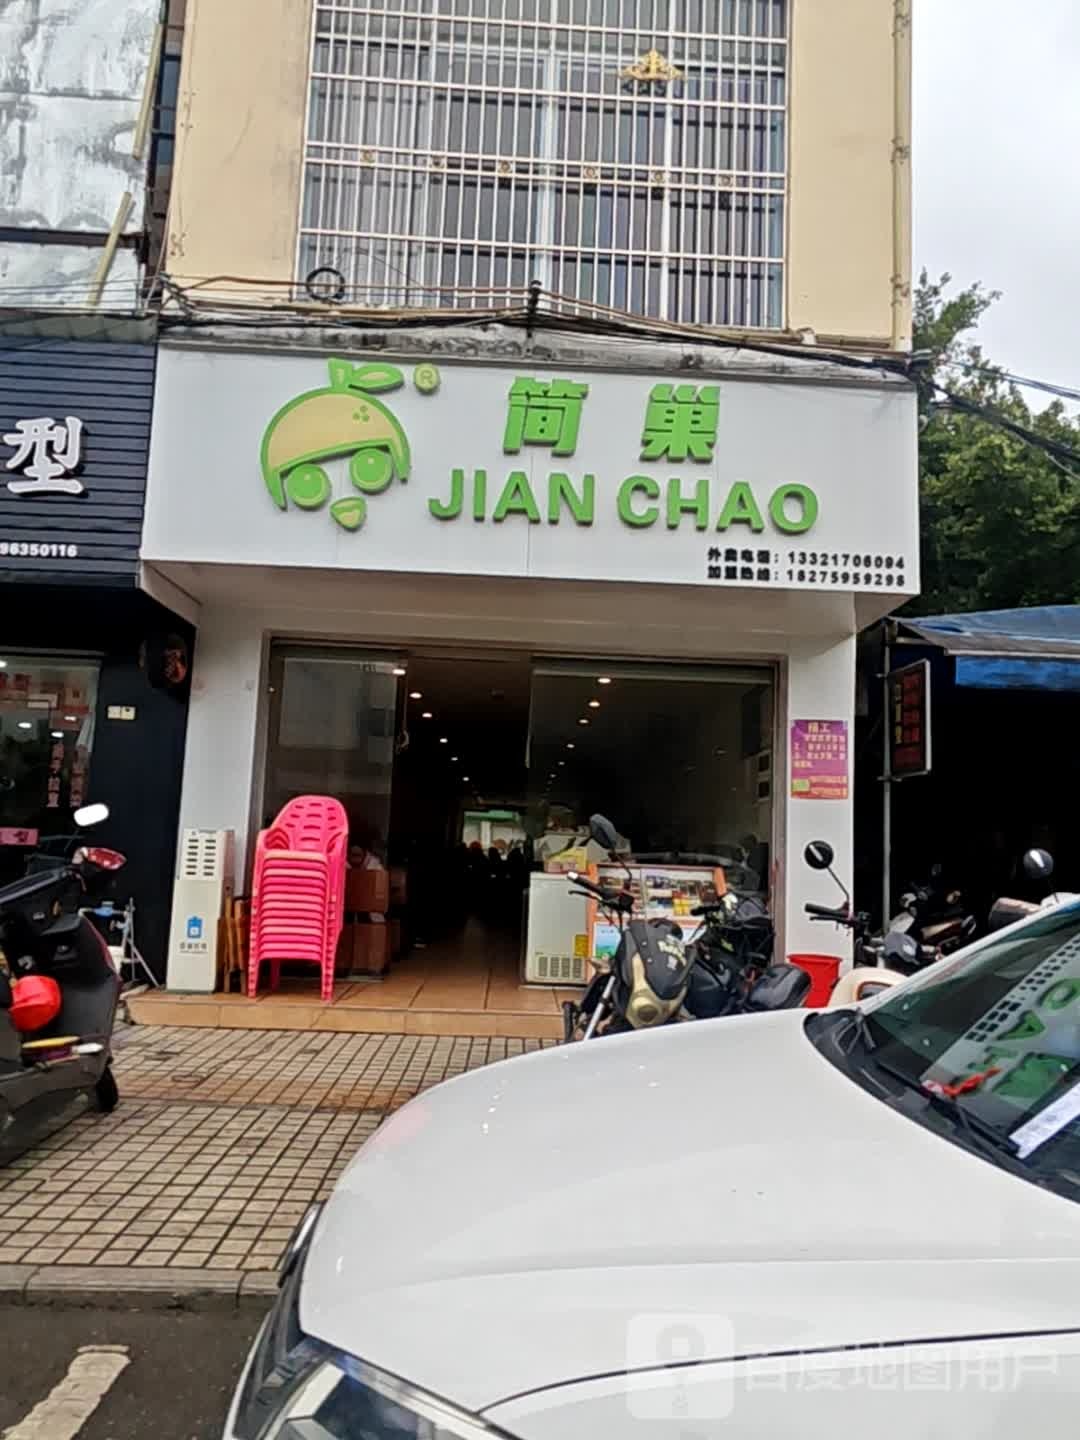 ®
简巢
JIAN CHAO
外卖电话：13321706094
加盟热线：18275959298
型
96350116
招工
百度地图用户